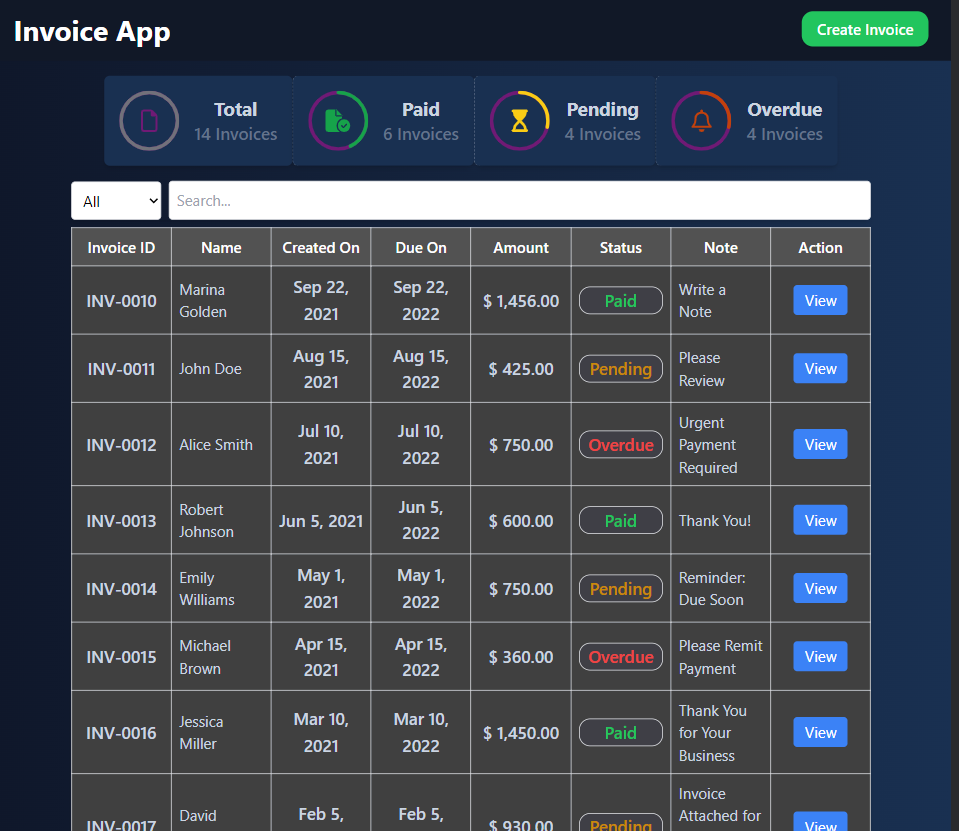 Invoice App
Create Invoice
Total
14 Invoices
Paid
6 Invoices
Pending
4 Invoices
Overdue
4 Invoices
All
Search...
Invoice ID Name Created On Due On Amount Status Note Action
INV-0010 Marina Golden Sep 22, 2021 Sep 22, 2022 $ 1,456.00 Paid Write a Note View
INV-0011 John Doe Aug 15, 2021 Aug 15, 2022 $ 425.00 Pending Please Review View
INV-0012 Alice Smith Jul 10, 2021 Jul 10, 2022 $ 750.00 Overdue Urgent Payment Required View
INV-0013 Robert Johnson Jun 5, 2021 Jun 5, 2022 $ 600.00 Paid Thank You! View
INV-0014 Emily Williams May 1, 2021 May 1, 2022 $ 750.00 Pending Reminder: Due Soon View
INV-0015 Michael Brown Apr 15, 2021 Apr 15, 2022 $ 360.00 Overdue Please Remit Payment View
INV-0016 Jessica Miller Mar 10, 2021 Mar 10, 2022 $ 1,450.00 Paid Thank You for Your Business View
INV-0017 David Feb 5, Feb 5, $ 930.00 Pending Invoice Attached for View